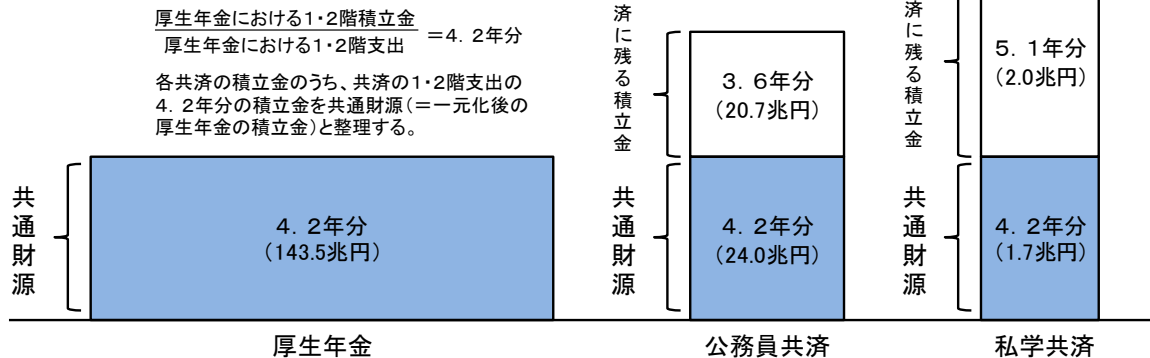 厚生年金における1・2階積立金
厚生年金における1・2階支出
=4.2年分
各共済の積立金のうち、共済の1・2階支出の
4.2年分の積立金を共通財源(=一元化後の
厚生年金の積立金)と整理する。
済に残る積立金
3.6年分
(20.7兆円)
済に残る積立金
5.1年分
(2.0兆円)
共通財源
4.2年分
(143.5兆円)
共通財源
4.2年分
(24.0兆円)
共通財源
4.2年分
(1.7兆円)
厚生年金
公務員共済
私学共済